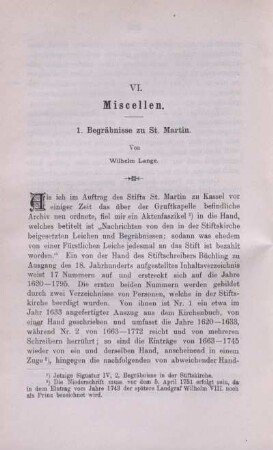 VI.
Miscellen.
1. Begräbnisse zu St. Martin.
Von
Wilhelm Lange.
Als ich im Auftrag des Stifts St. Martin zu Kassel vor
einiger Zeit das über der Gruftkapelle befindliche
Archiv neu ordnete, fiel mir ein Aktenfaszikel ¹) in die Hand,
welches betitelt ist „Nachrichten von den in der Stiftskirche
beigesetzten Leichen und Begräbnissen; sodann was ehedem
von einer Fürstlichen Leiche jedesmal an das Stift ist bezahlt
worden.“ Ein von der Hand des Stiftschreibers Büchling zu
Ausgang des 18. Jahrhunderts aufgestelltes Inhaltsverzeichnis
weist 17 Nummern auf und erstreckt sich auf die Jahre
1620—1795. Die ersten beiden Nummern werden gebildet
durch zwei Verzeichnisse von Personen, welche in der Stifts-
kirche beerdigt wurden. Von ihnen ist Nr. 1 ein etwa im
Jahr 1633 angefertigter Auszug aus dem Kirchenbuch, von
einer Hand geschrieben und umfasst die Jahre 1620—1633,
während Nr. 2 von 1663—1772 reicht und von mehreren
Schreibern herrührt; so sind die Einträge von 1663—1745
wieder von ein und derselben Hand, anscheinend in einem
Zuge ²), hingegen die nachfolgenden von abweichender Hand-
¹) Jetzige Signatur IV, 2, Begräbnisse in der Stiftskirche.
²) Die Niederschrift muss vor dem 5. April 1751 erfolgt sein, da
in dem Eintrag vom Jahre 1743 der spätere Landgraf Wilhelm VIII. noch
als Prinz bezeichnet wird.